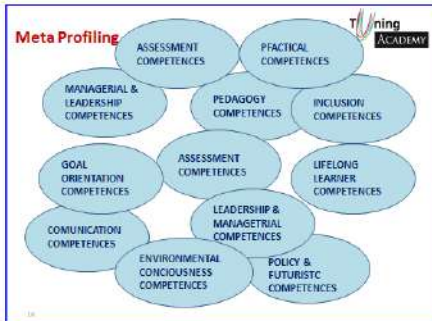 Meta Profiling
Tuning
ACADEMY
ASSESSMENT
COMPETENCES
PFACTICAL
COMPETENCES
MANAGERIAL &
LEADERSHIP
COMPETENCES
PEDAGOGY
COMPETENCES
INCLUSION
COMPETENCES
GOAL
ORIENTATION
COMPETENCES
ASSESSMENT
COMPETENCES
LIFELONG
LEARNER
COMPETENCES
COMUNICATION
COMPETENCES
LEADERSHIP &
MANAGETRIAL
COMPETENCES
ENVIRONMENTAL
CONCIOUSNESS
COMPETENCES
POLICY &
FUTURISTC
COMPETENCES